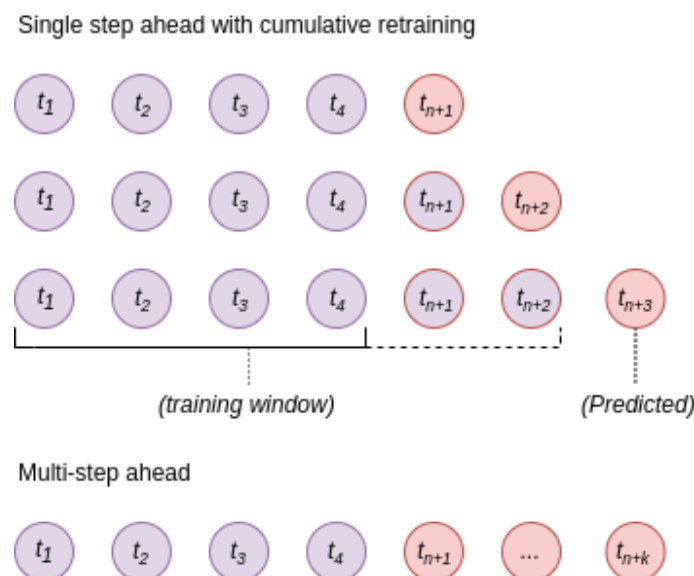 Single step ahead with cumulative retraining
t1 t2 t3 t4 tn+1
t1 t2 t3 t4 tn+1 tn+2
t1 t2 t3 t4 tn+1 tn+2 tn+3
(training window) (Predicted)
Multi-step ahead
t1 t2 t3 t4 tn+1 ... tn+k